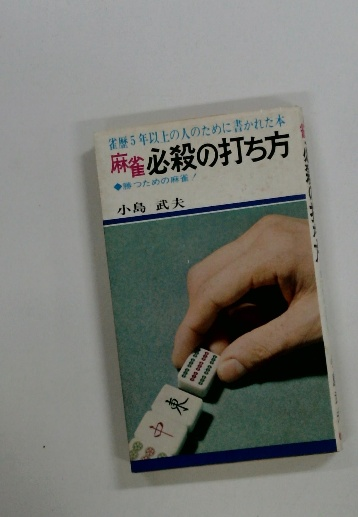 雀歴5年以上の人のために書かれた本
麻雀必殺の打ち方
◆勝つための麻雀!
小島 武夫
東
中